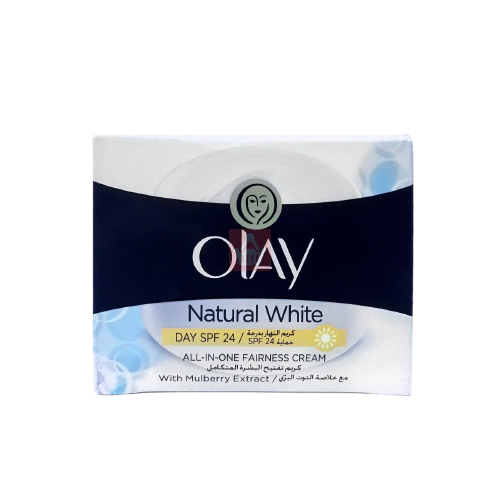 OLAY
Natural White
DAY SPF 24 / كريم النهار بدرجة
حماية SPF 24
ALL-IN-ONE FAIRNESS CREAM
كريم تفتيح البشرة المتكامل
With Mulberry Extract / مع خلاصة التوت البرّي